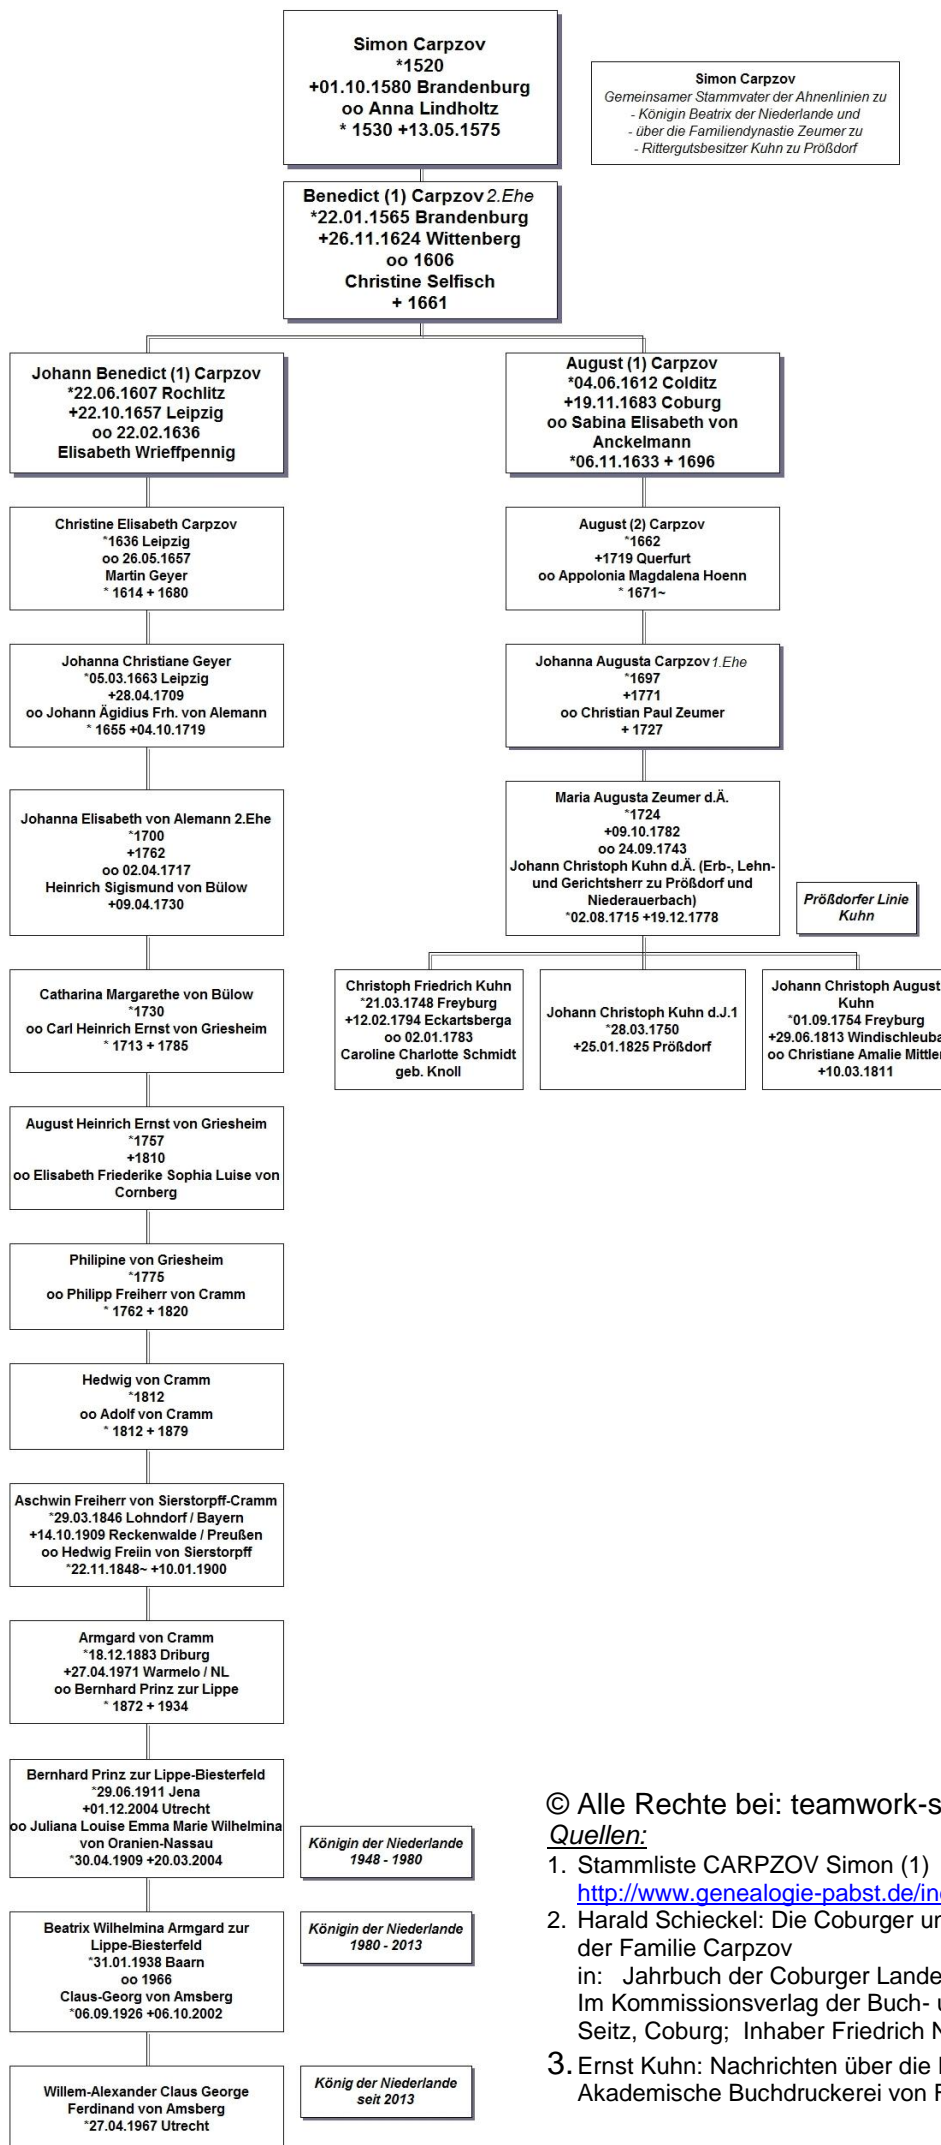 Simon Carpzov
*1520
+01.10.1580 Brandenburg
oo Anna Lindholtz
* 1530 +13.05.1575
Simon Carpzov
Gemeinsamer Stammvater der Ahnenlinien zu
- Königin Beatrix der Niederlande und
- über die Familiendynastie Zeumer zu
- Rittergutsbesitzer Kuhn zu Prößdorf
Benedict (1) Carpzov 2.Ehe
*22.01.1565 Brandenburg
+26.11.1624 Wittenberg
oo 1606
Christine Selfisch
+ 1661
Johann Benedict (1) Carpzov
*22.06.1607 Rochlitz
+22.10.1657 Leipzig
oo 22.02.1636
Elisabeth Wrieffpennig
August (1) Carpzov
*04.06.1612 Colditz
+19.11.1683 Coburg
oo Sabina Elisabeth von
Anckelmann
*06.11.1633 + 1696
Christine Elisabeth Carpzov
*1636 Leipzig
oo 26.05.1657
Martin Geyer
* 1614 + 1680
August (2) Carpzov
*1662
+1719 Querfurt
oo Appolonia Magdalena Hoenn
* 1671~
Johanna Christiane Geyer
*05.03.1663 Leipzig
+28.04.1709
oo Johann Ägidius Frh. von Alemann
* 1655 +04.10.1719
Johanna Augusta Carpzov 1.Ehe
*1697
+1771
oo Christian Paul Zeumer
+ 1727
Johanna Elisabeth von Alemann 2.Ehe
*1700
+1762
oo 02.04.1717
Heinrich Sigismund von Bülow
+09.04.1730
Maria Augusta Zeumer d.Ä.
*1724
+09.10.1782
oo 24.09.1743
Johann Christoph Kuhn d.Ä. (Erb-, Lehn-
und Gerichtsherr zu Prößdorf und
Niederauerbach)
*02.08.1715 +19.12.1778
Prößdorfer Linie
Kuhn
Catharina Margarethe von Bülow
*1730
oo Carl Heinrich Ernst von Griesheim
* 1713 + 1785
Christoph Friedrich Kuhn
*21.03.1748 Freyburg
+12.02.1794 Eckartsberga
oo 02.01.1783
Caroline Charlotte Schmidt
geb. Knoll
Johann Christoph Kuhn d.J.1
*28.03.1750
+25.01.1825 Prößdorf
Johann Christoph August
Kuhn
*01.09.1754 Freyburg
+29.06.1813 Windischleuba
oo Christiane Amalie Mittler
+10.03.1811
August Heinrich Ernst von Griesheim
*1757
+1810
oo Elisabeth Friederike Sophia Luise von
Cornberg
Philipine von Griesheim
*1775
oo Philipp Freiherr von Cramm
* 1762 + 1820
Hedwig von Cramm
*1812
oo Adolf von Cramm
* 1812 + 1879
Aschwin Freiherr von Sierstorpff-Cramm
*29.03.1846 Lohndorf / Bayern
+14.10.1909 Reckenwalde / Preußen
oo Hedwig Freiin von Sierstorpff
*22.11.1848~ +10.01.1900
Armgard von Cramm
*18.12.1883 Driburg
+27.04.1971 Warmelo / NL
oo Bernhard Prinz zur Lippe
* 1872 + 1934
Bernhard Prinz zur Lippe-Biesterfeld
*29.06.1911 Jena
+01.12.2004 Utrecht
oo Juliana Louise Emma Marie Wilhelmina
von Oranien-Nassau
*30.04.1909 +20.03.2004
Königin der Niederlande
1948 - 1980
Beatrix Wilhelmina Armgard zur
Lippe-Biesterfeld
*31.01.1938 Baarn
oo 1966
Claus-Georg von Amsberg
*06.09.1926 +06.10.2002
Königin der Niederlande
1980 - 2013
Willem-Alexander Claus George
Ferdinand von Amsberg
*27.04.1967 Utrecht
König der Niederlande
seit 2013
© Alle Rechte bei: teamwork-s
Quellen:
1. Stammliste CARPZOV Simon (1)
http://www.genealogie-pabst.de/in
2. Harald Schieckel: Die Coburger
der Familie Carpzov
in: Jahrbuch der Coburger Lande
Im Kommissionsverlag der Buch-
Seitz, Coburg; Inhaber Friedrich
3. Ernst Kuhn: Nachrichten über die
Akademische Buchdruckerei von